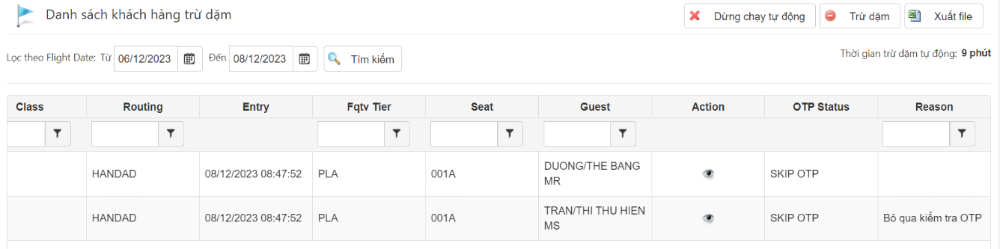 Danh sách khách hàng trừ dặm
Dừng chạy tự động Trừ dặm Xuất file
Lọc theo Flight Date: Từ 06/12/2023 Đến 08/12/2023 Tìm kiếm
Thời gian trừ dặm tự động: 9 phút
Class Routing Entry Fqtv Tier Seat Guest Action OTP Status Reason
HANDAD 08/12/2023 08:47:52 PLA 001A DUONG/THE BANG MR SKIP OTP
HANDAD 08/12/2023 08:47:52 PLA 001A TRAN/THI THU HIEN MS SKIP OTP Bỏ qua kiểm tra OTP